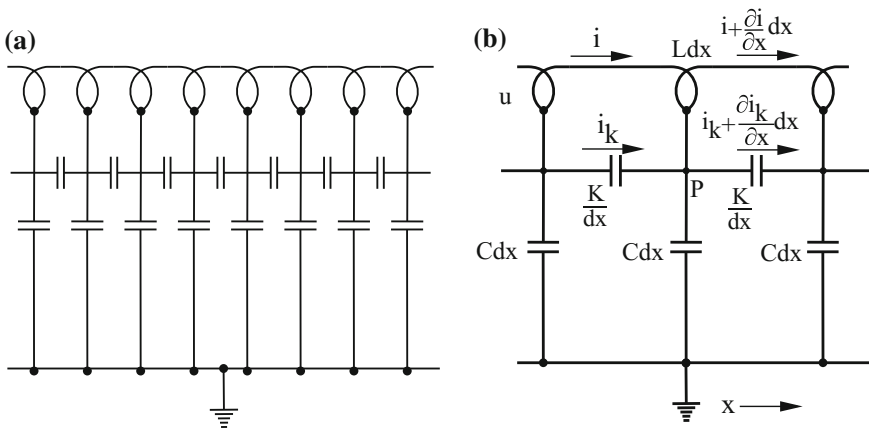 (a)
(b)
i
Ldx
i+∂i/∂x dx
u
i_k
i_k+∂i_k/∂x dx
K/dx
P
K/dx
Cdx
Cdx
Cdx
x